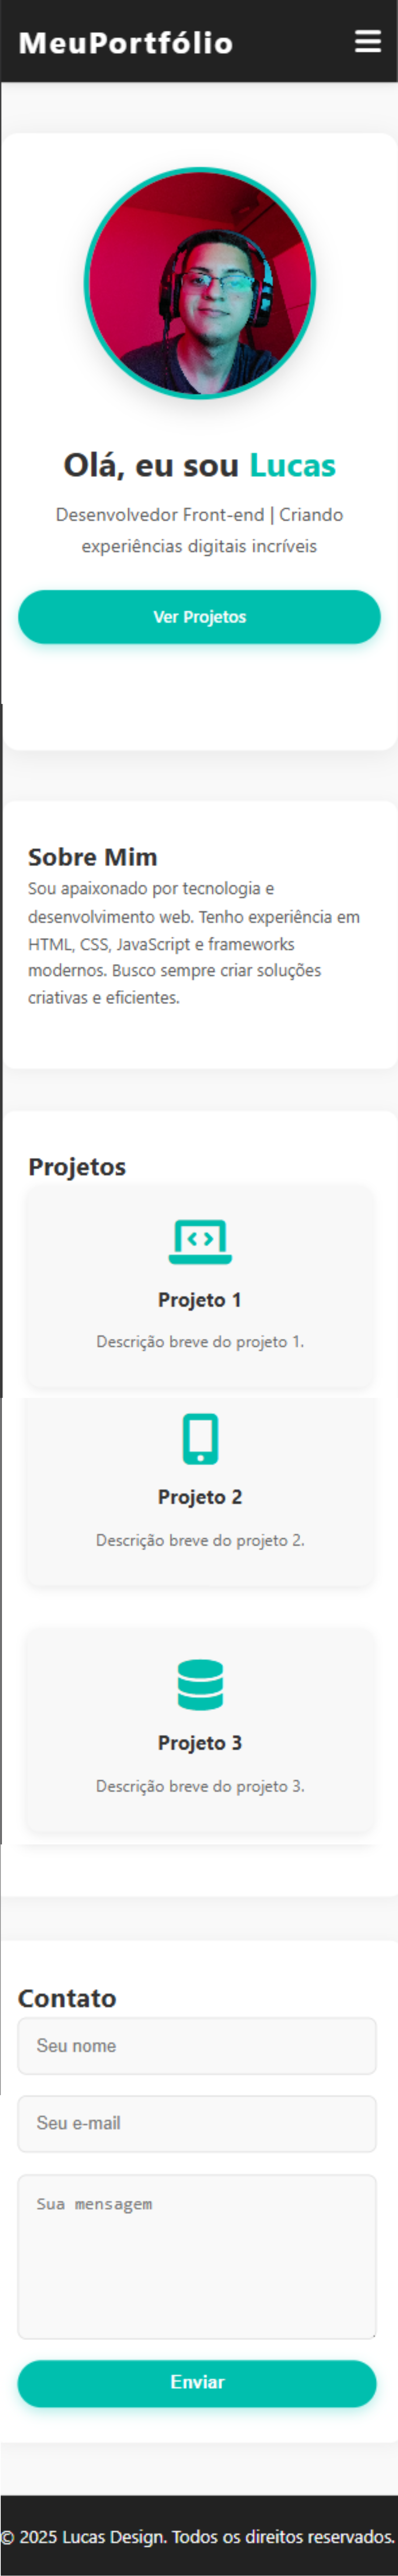 MeuPortfólio
Olá, eu sou Lucas
Desenvolvedor Front-end | Criando
experiências digitais incríveis
Ver Projetos
Sobre Mim
Sou apaixonado por tecnologia e
desenvolvimento web. Tenho experiência em
HTML, CSS, JavaScript e frameworks
modernos. Busco sempre criar soluções
criativas e eficientes.
Projetos
Projeto 1
Descrição breve do projeto 1.
Projeto 2
Descrição breve do projeto 2.
Projeto 3
Descrição breve do projeto 3.
Contato
Seu nome
Seu e-mail
Sua mensagem
Enviar
© 2025 Lucas Design. Todos os direitos reservados.